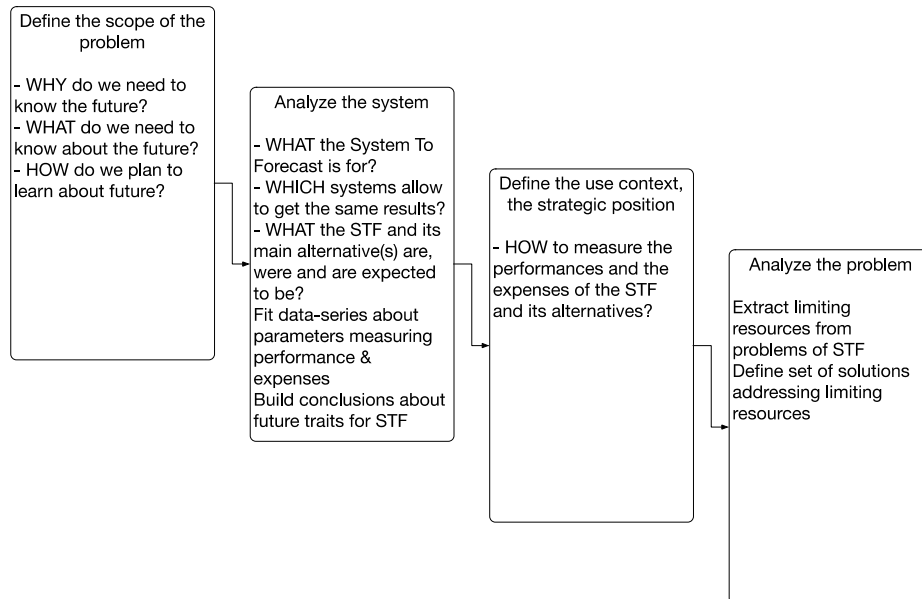 Define the scope of the
problem
- WHY do we need to
know the future?
- WHAT do we need to
know about the future?
- HOW do we plan to
learn about future?
Analyze the system
- WHAT the System To
Forecast is for?
- WHICH systems allow
to get the same results?
- WHAT the STF and its
main alternative(s) are,
were and are expected
to be?
Fit data-series about
parameters measuring
performance &
expenses
Build conclusions about
future traits for STF
Define the use context,
the strategic position
- HOW to measure the
performances and the
expenses of the STF
and its alternatives?
Analyze the problem
Extract limiting
resources from
problems of STF
Define set of solutions
addressing limiting
resources